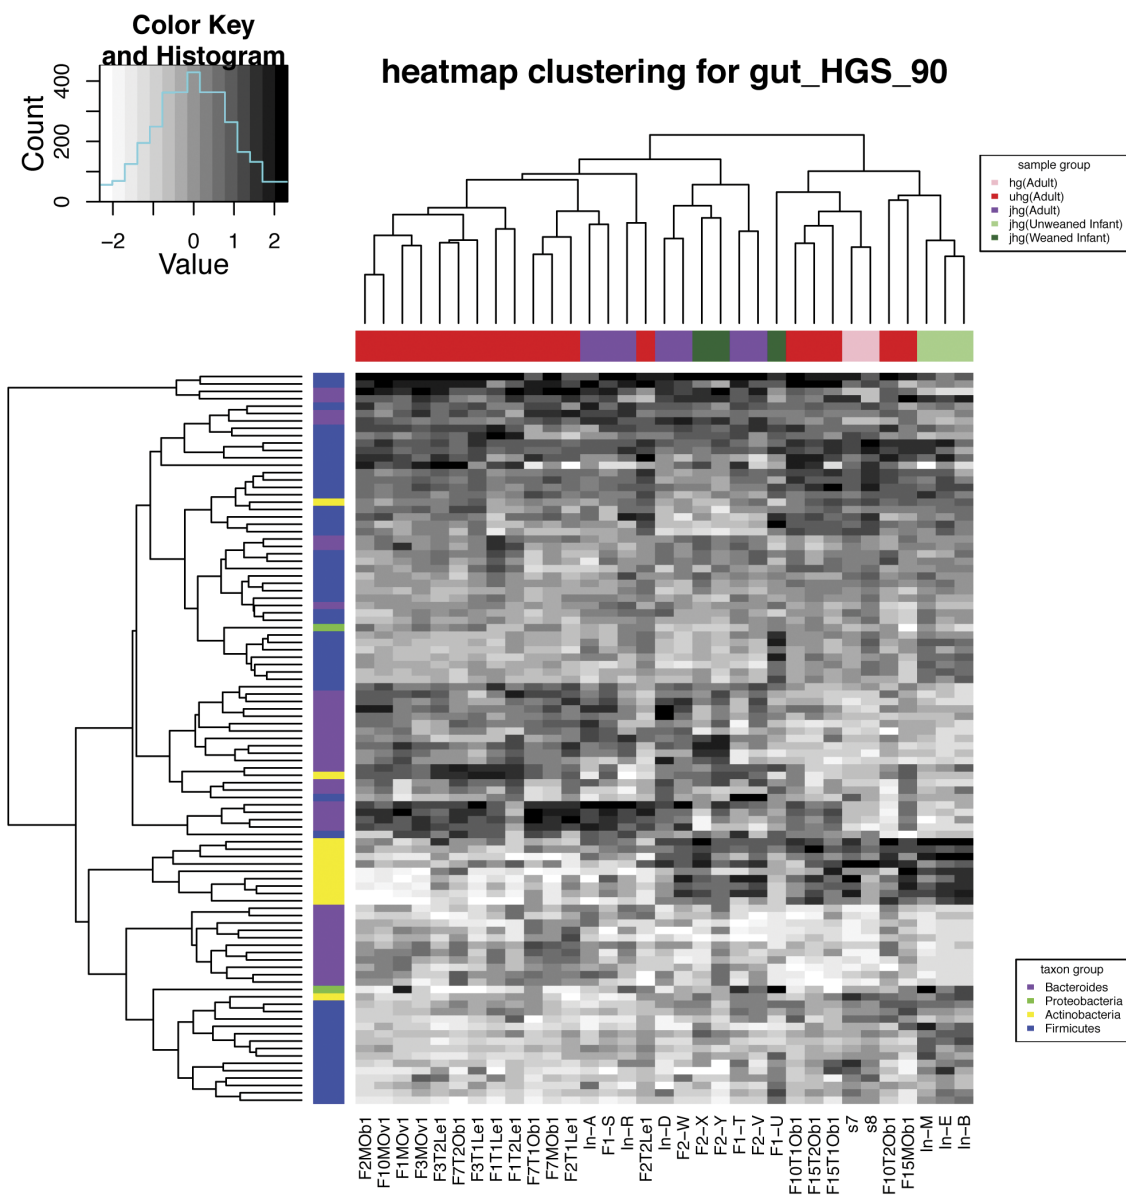 Color Key
and Histogram
Count
0
200
400
−2
0
1
2
Value
heatmap clustering for gut_HGS_90
sample group
hg(Adult)
uhg(Adult)
jhg(Adult)
jhg(Unweaned Infant)
jhg(Weaned Infant)
taxon group
Bacteroides
Proteobacteria
Actinobacteria
Firmicutes
F2MOb1
F10MOv1
F1MOv1
F3MOv1
F3T2Le1
F7T2Ob1
F3T1Le1
F1T1Le1
F1T2Le1
F7T1Ob1
F7MOb1
F2T1Le1
In−A
F1−S
In−R
F2T2Le1
In−D
F2−W
F2−X
F2−Y
F1−T
F2−V
F1−U
F10T1Ob1
F15T2Ob1
F15T1Ob1
s7
s8
F10T2Ob1
F15MOb1
In−M
In−E
In−B